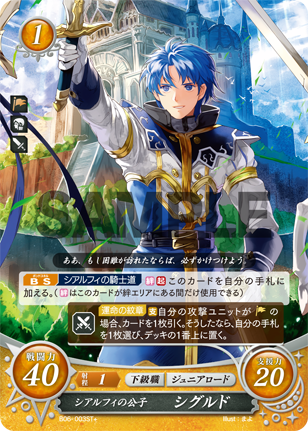 1
SAMPLE
ああ、もし困難が訪れたならば、必ずかけつけよう。
BS シアルフィの騎士道 絆 起 このカードを自分の手札に
加える。（絆はこのカードが絆エリアにある間だけ使用できる）
運命の紋章 支 自分の攻撃ユニットが
の場合、カードを1枚引く。そうしたなら、自分の手札
を1枚選び、デッキの1番上に置く。
戦闘力
40
射程 1 下級職 ジュニアロード
支援力
20
シアルフィの公子 シグルド
B06-003ST+
Illust：